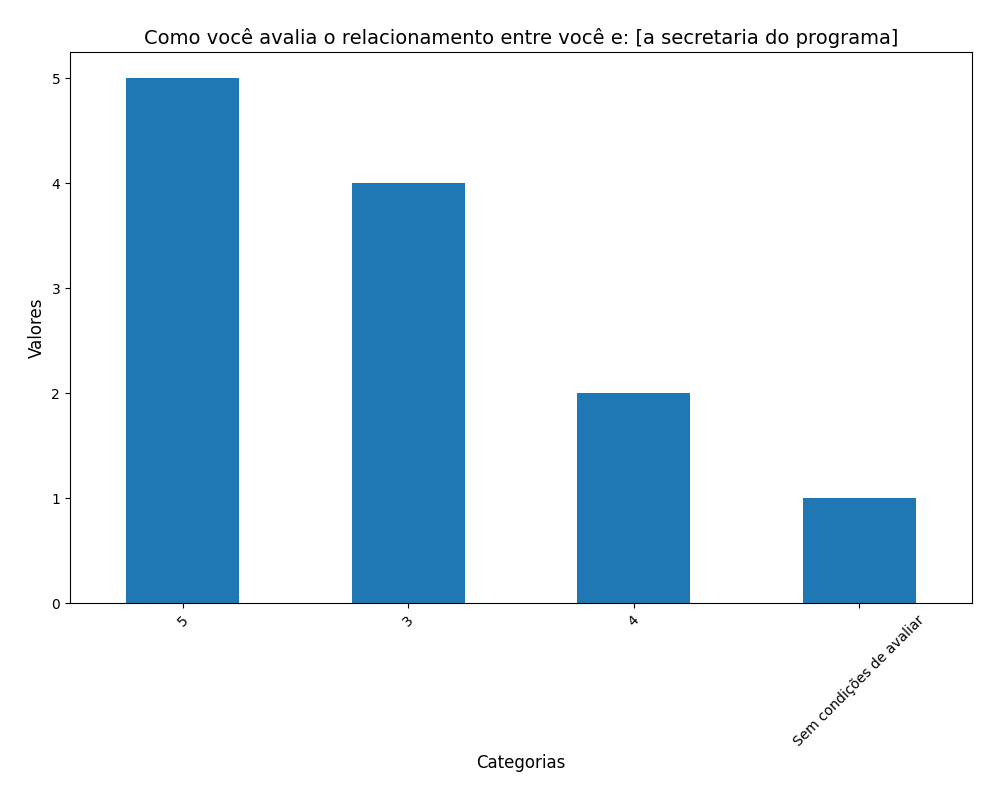 Como você avalia o relacionamento entre você e: [a secretaria do programa]
Valores
5
4
3
2
1
0
5
3
4
Sem condições de avaliar
Categorias